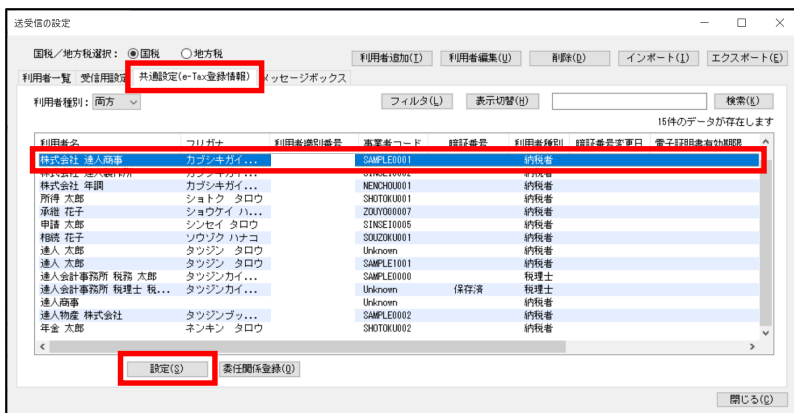 送受信の設定
国税/地方税選択： 国税 地方税
利用者追加(I) 利用者編集(U) 削除(D) インポート(I) エクスポート(E)
利用者一覧 受信用設定 共通設定(e-Tax登録情報) メッセージボックス
利用者種別： 両方 フィルタ(L) 表示切替(H) 検索(K)
15件のデータが存在します
利用者名 フリガナ 利用者識別番号 事業者コード 暗証番号 利用者種別 暗証番号変更日 電子証明書有効期限
株式会社 達人商事 カブシキガイ... SAMPLE0001 納税者
株式会社 達人製作所 カブシキガイ... SINSEI0002 納税者
株式会社 年調 カブシキガイ... NENCHOU001 納税者
所得 太郎 ショトク タロウ SHOTOKU001 納税者
承継 花子 ショウケイ ハ... ZOUYO00007 納税者
申請 太郎 シンセイ タロウ SINSEI0005 納税者
相続 花子 ソウゾク ハナコ SOUZOKU001 納税者
達人 太郎 タツジン タロウ Unknown 納税者
達人 太郎 タツジン タロウ SAMPLE1001 納税者
達人会計事務所 税務 太郎 タツジンカイ... SAMPLE0000 税理士
達人会計事務所 税理士 税... タツジンカイ... Unknown 保存済 税理士
達人商事 Unknown 納税者
達人物産 株式会社 タツジンブッ... SAMPLE0002 納税者
年金 太郎 ネンキン タロウ SHOTOKU002 納税者
設定(S) 委任関係登録(O)
閉じる(C)